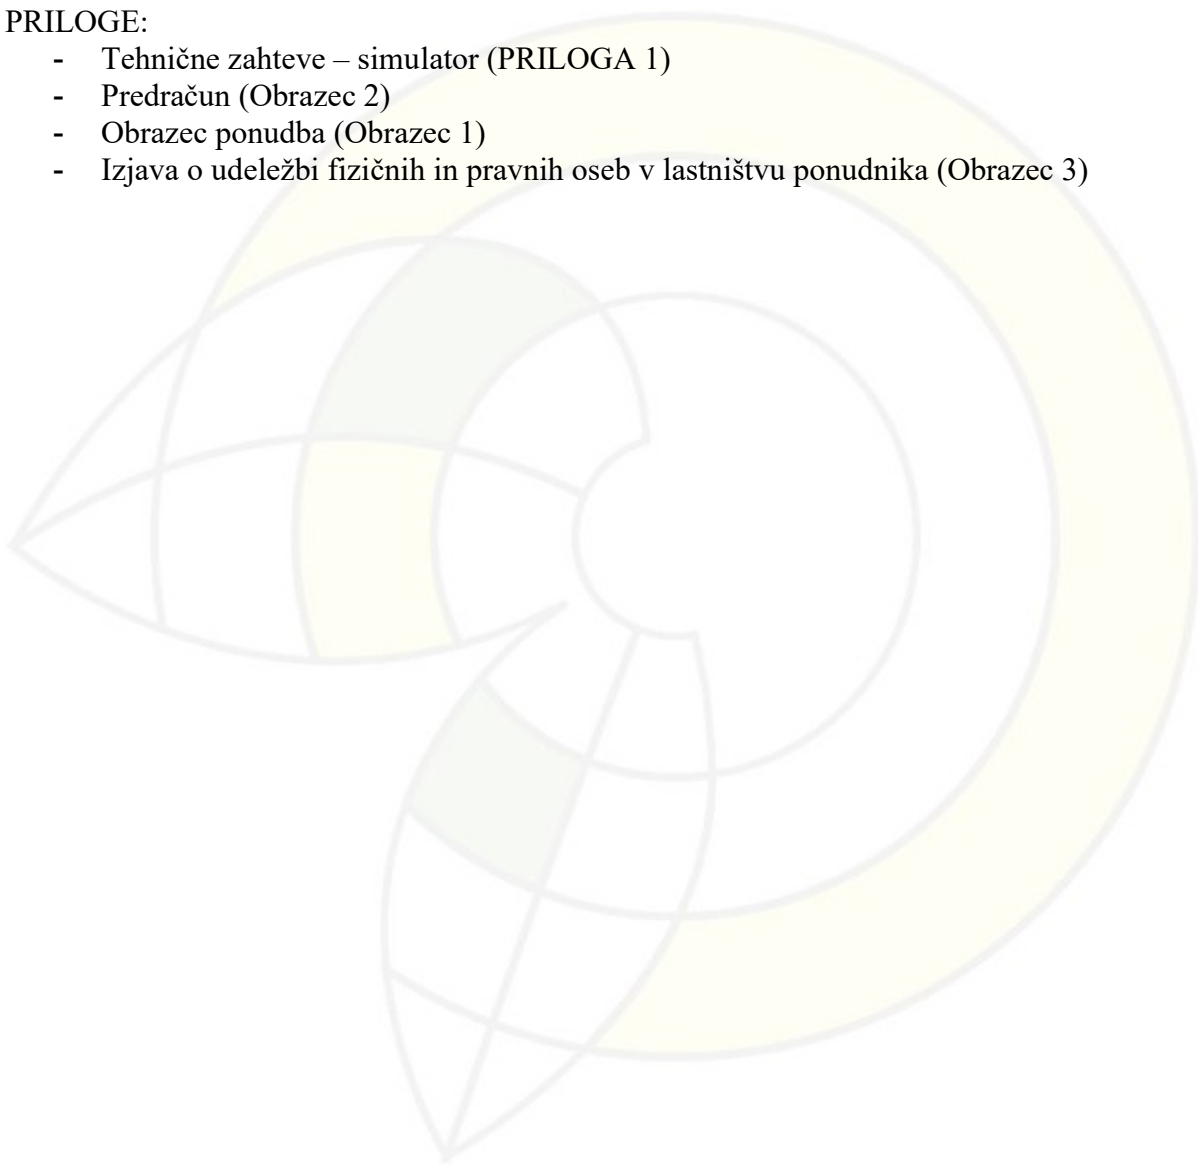 PRILOGE:
- Tehnične zahteve – simulator (PRILOGA 1)
- Predračun (Obrazec 2)
- Obrazec ponudba (Obrazec 1)
- Izjava o udeležbi fizičnih in pravnih oseb v lastništvu ponudnika (Obrazec 3)